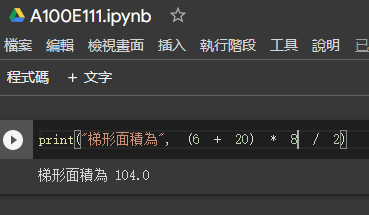 A100E111.ipynb
檔案 編輯 檢視畫面 插入 執行階段 工具 說明 已
程式碼 + 文字
print("梯形面積為", (6 + 20) * 8 / 2)
梯形面積為 104.0